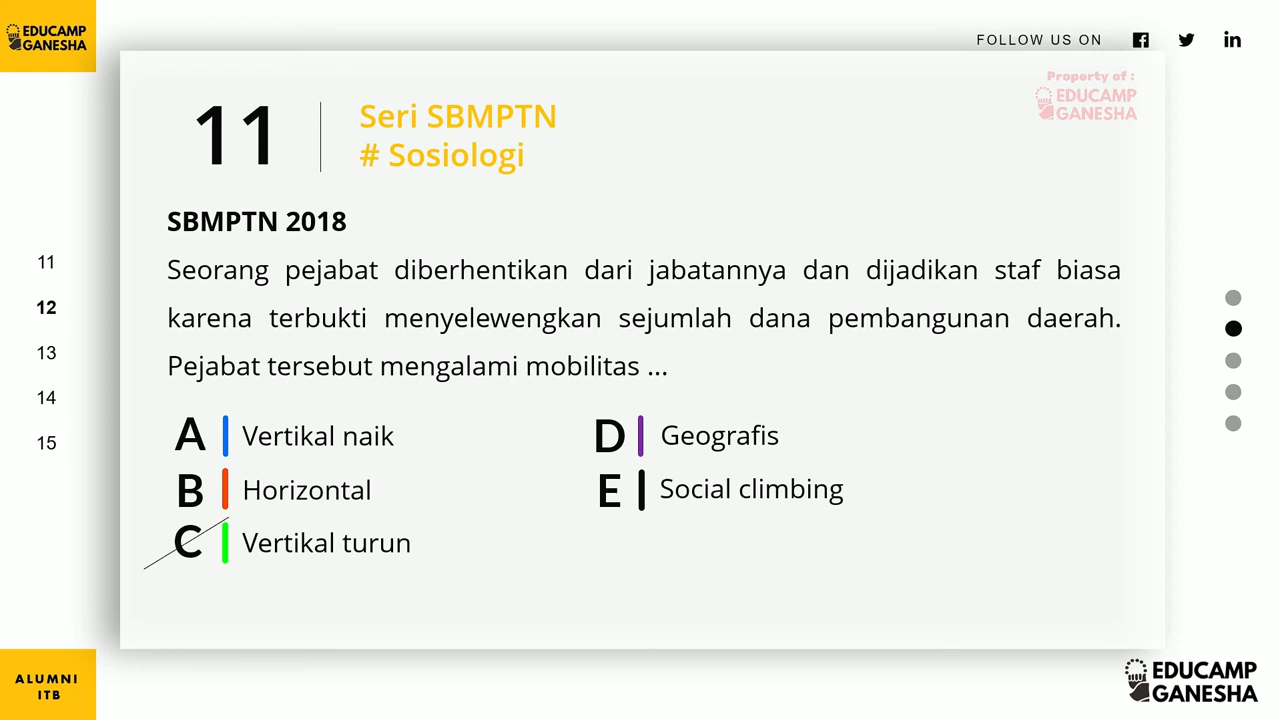 EDUCAMP
GANESHA
FOLLOW US ON
Property of :
EDUCAMP
GANESHA
11
Seri SBMPTN
# Sosiologi
SBMPTN 2018
Seorang pejabat diberhentikan dari jabatannya dan dijadikan staf biasa
karena terbukti menyelewengkan sejumlah dana pembangunan daerah.
Pejabat tersebut mengalami mobilitas ...
A Vertikal naik
B Horizontal
C Vertikal turun
D Geografis
E Social climbing
11
12
13
14
15
ALUMNI
ITB
EDUCAMP
GANESHA